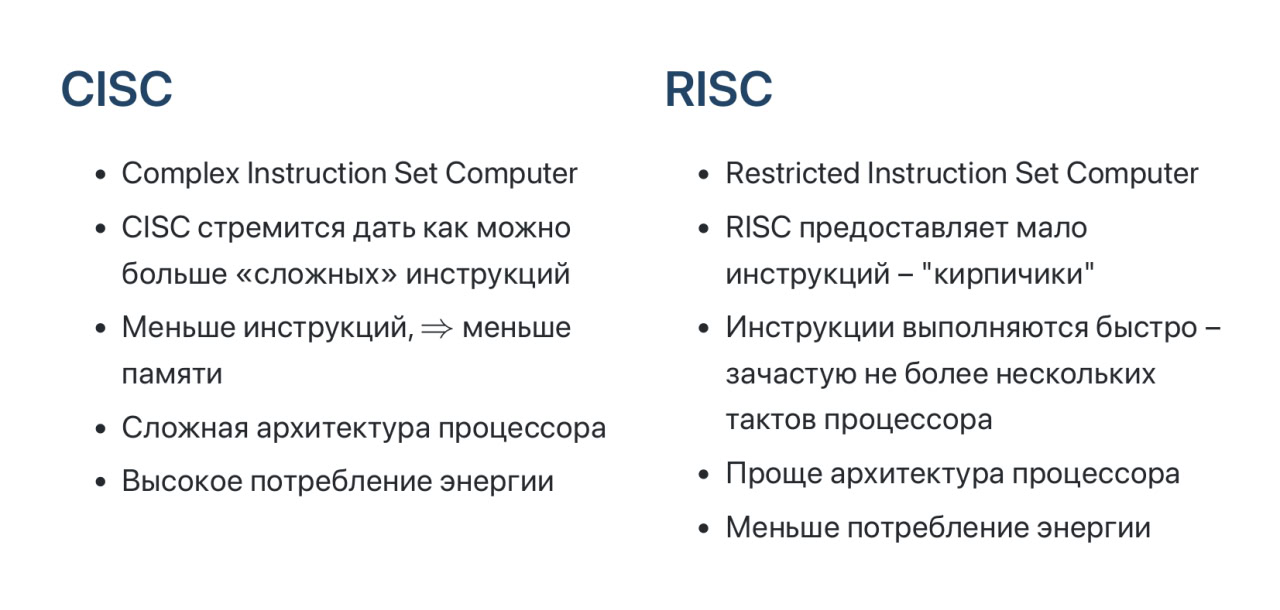 CISC
• Complex Instruction Set Computer
• CISC стремится дать как можно
больше «сложных» инструкций
• Меньше инструкций, ⇒ меньше
памяти
• Сложная архитектура процессора
• Высокое потребление энергии
RISC
• Restricted Instruction Set Computer
• RISC предоставляет мало
инструкций – "кирпичики"
• Инструкции выполняются быстро –
зачастую не более нескольких
тактов процессора
• Проще архитектура процессора
• Меньше потребление энергии